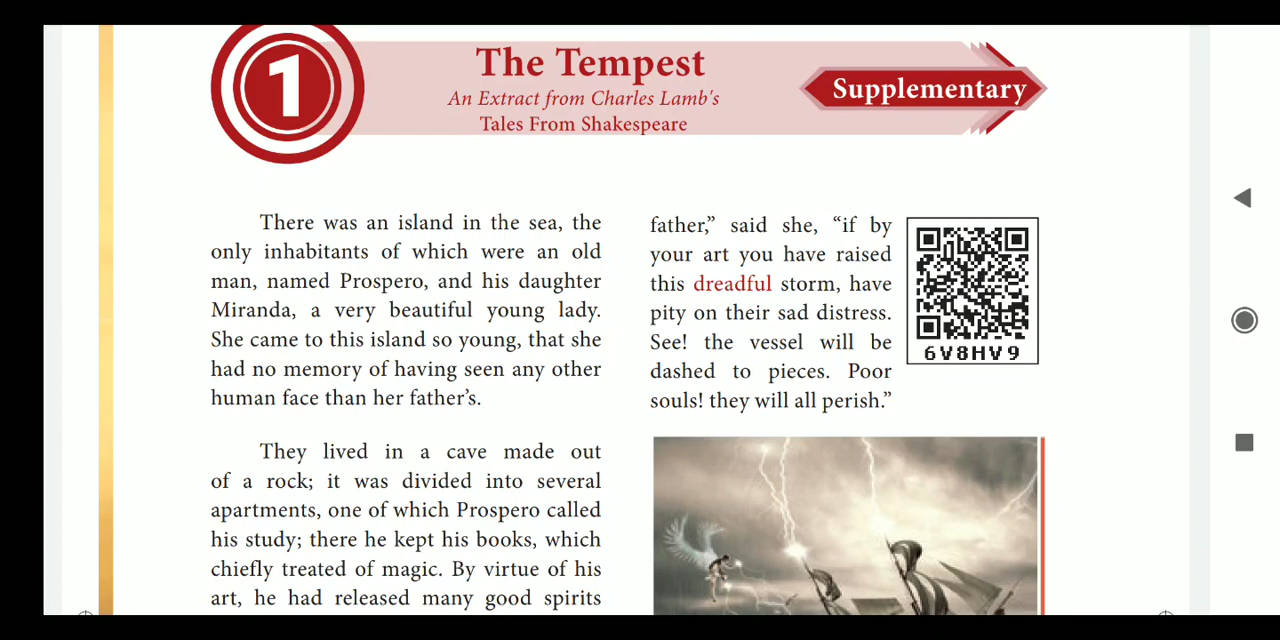 1
The Tempest
An Extract from Charles Lamb's
Tales From Shakespeare
Supplementary
There was an island in the sea, the
only inhabitants of which were an old
man, named Prospero, and his daughter
Miranda, a very beautiful young lady.
She came to this island so young, that she
had no memory of having seen any other
human face than her father’s.
They lived in a cave made out
of a rock; it was divided into several
apartments, one of which Prospero called
his study; there he kept his books, which
chiefly treated of magic. By virtue of his
art, he had released many good spirits
father,” said she, “if by
your art you have raised
this dreadful storm, have
pity on their sad distress.
See! the vessel will be
dashed to pieces. Poor
souls! they will all perish.”
6V8HV9